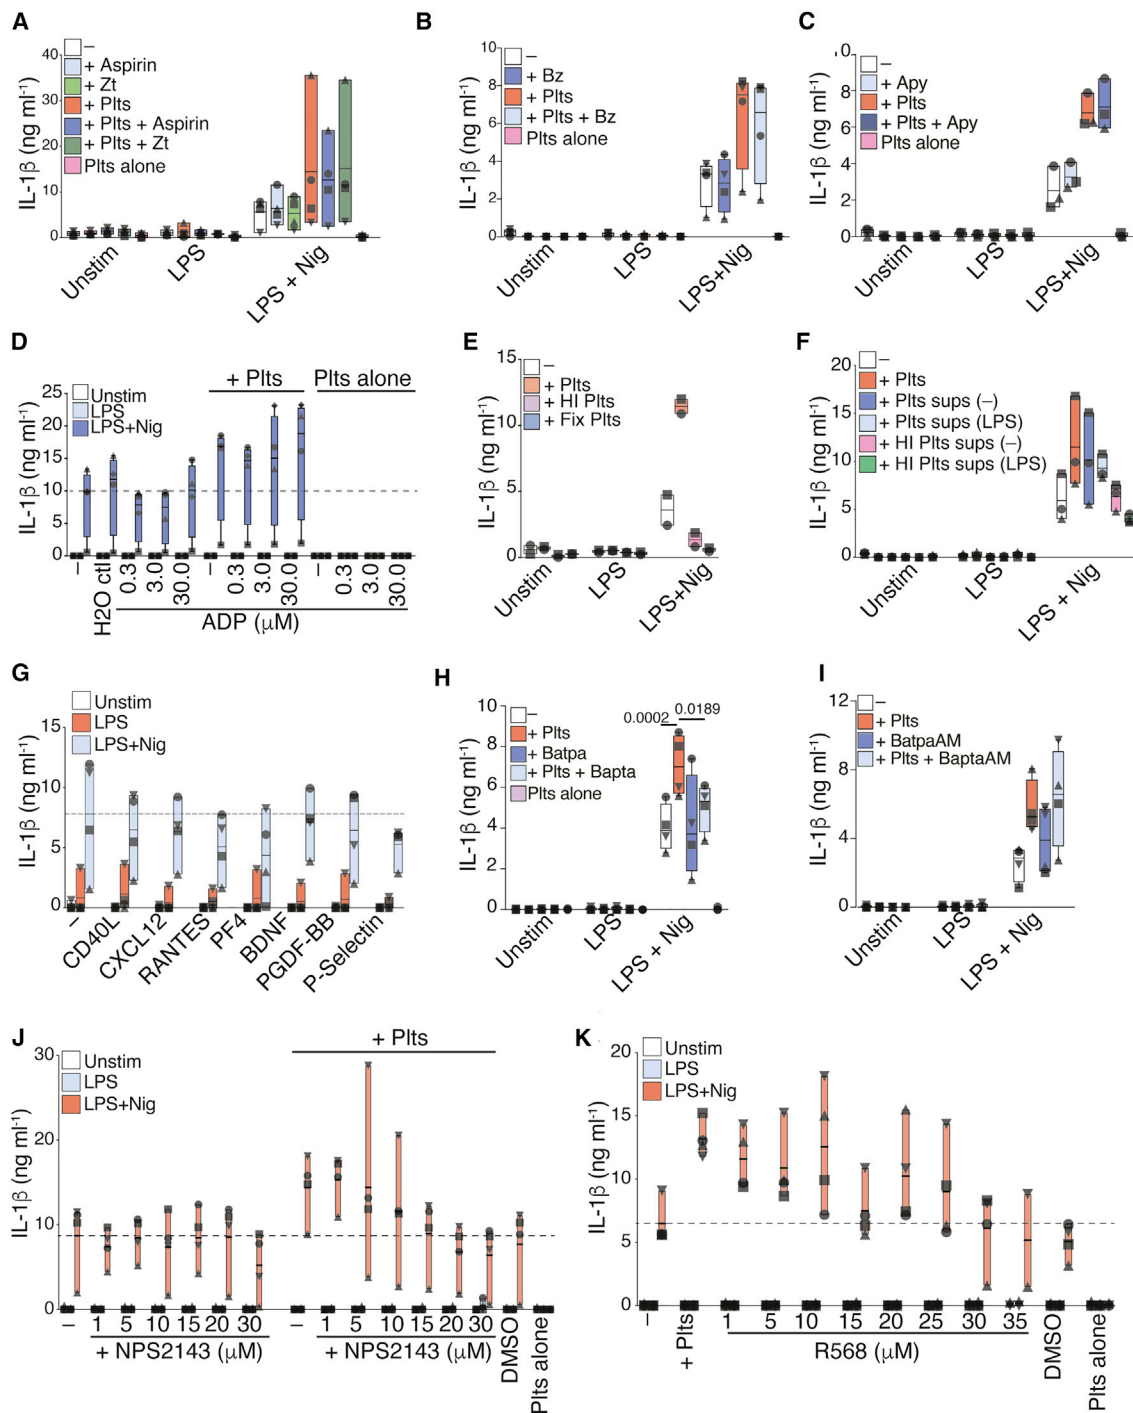 A
IL-1β (ng ml-1)
40
30
20
10
0
–
+ Aspirin
+ Zt
+ Plts
+ Plts + Aspirin
+ Plts + Zt
Plts alone
Unstim
LPS
LPS + Nig
B
IL-1β (ng ml-1)
10
8
6
4
2
0
–
+ Bz
+ Plts
+ Plts + Bz
Plts alone
Unstim
LPS
LPS+Nig
C
IL-1β (ng ml-1)
0
8
6
4
2
0
–
+ Apy
+ Plts
+ Plts + Apy
Plts alone
Unstim
LPS
LPS+Nig
D
IL-1β (ng ml-1)
25
20
15
10
5
0
Unstim
LPS
LPS+Nig
+ Plts
Plts alone
– H2O ctl 0.3 3.0 30.0 – 0.3 3.0 30.0 – 0.3 3.0 30.0
ADP (μM)
E
IL-1β (ng ml-1)
15
10
5
0
–
+ Plts
+ HI Plts
+ Fix Plts
Unstim
LPS
LPS+Nig
F
IL-1β (ng ml-1)
20
15
10
5
0
–
+ Plts
+ Plts sups (–)
+ Plts sups (LPS)
+ HI Plts sups (–)
+ HI Plts sups (LPS)
Unstim
LPS
LPS + Nig
G
IL-1β (ng ml-1)
15
10
5
0
Unstim
LPS
LPS+Nig
–
CD40L
CXCL12
RANTES
PF4
BDNF
PGDF-BB
P-Selectin
H
IL-1β (ng ml-1)
10
8
6
4
2
0
–
+ Plts
+ Batpa
+ Plts + Bapta
Plts alone
0.0002
0.0189
Unstim
LPS
LPS + Nig
I
IL-1β (ng ml-1)
12
8
4
0
–
+ Plts
+ BatpaAM
+ Plts + BaptaAM
Unstim
LPS
LPS + Nig
J
IL-1β (ng ml-1)
30
20
10
0
Unstim
LPS
LPS+Nig
+ Plts
– 1 5 10 15 20 30 – 1 5 10 15 20 30 DMSO Plts alone
+ NPS2143 (μM)
+ NPS2143 (μM)
K
IL-1β (ng ml-1)
20
15
10
5
0
Unstim
LPS
LPS+Nig
– + Plts 1 5 10 15 20 25 30 35 DMSO Plts alone
R568 (μM)